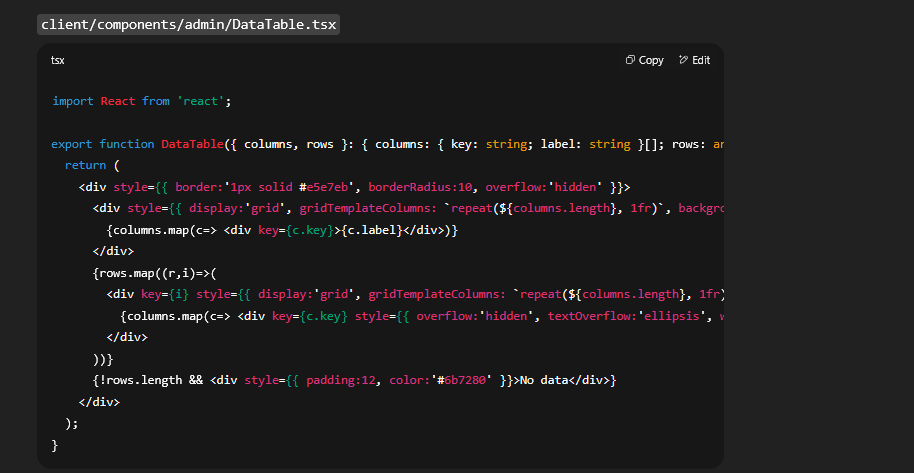 client/components/admin/DataTable.tsx
tsx
Copy
Edit
import React from 'react';
export function DataTable({ columns, rows }: { columns: { key: string; label: string }[]; rows: an
return (
<div style={{ border:'1px solid #e5e7eb', borderRadius:10, overflow:'hidden' }}>
<div style={{ display:'grid', gridTemplateColumns: `repeat(${columns.length}, 1fr)`, backgro
{columns.map(c=> <div key={c.key}>{c.label}</div>)}
</div>
{rows.map((r,i)=>(
<div key={i} style={{ display:'grid', gridTemplateColumns: `repeat(${columns.length}, 1fr)
{columns.map(c=> <div key={c.key} style={{ overflow:'hidden', textOverflow:'ellipsis', w
</div>
))}
{!rows.length && <div style={{ padding:12, color:'#6b7280' }}>No data</div>}
</div>
);
}